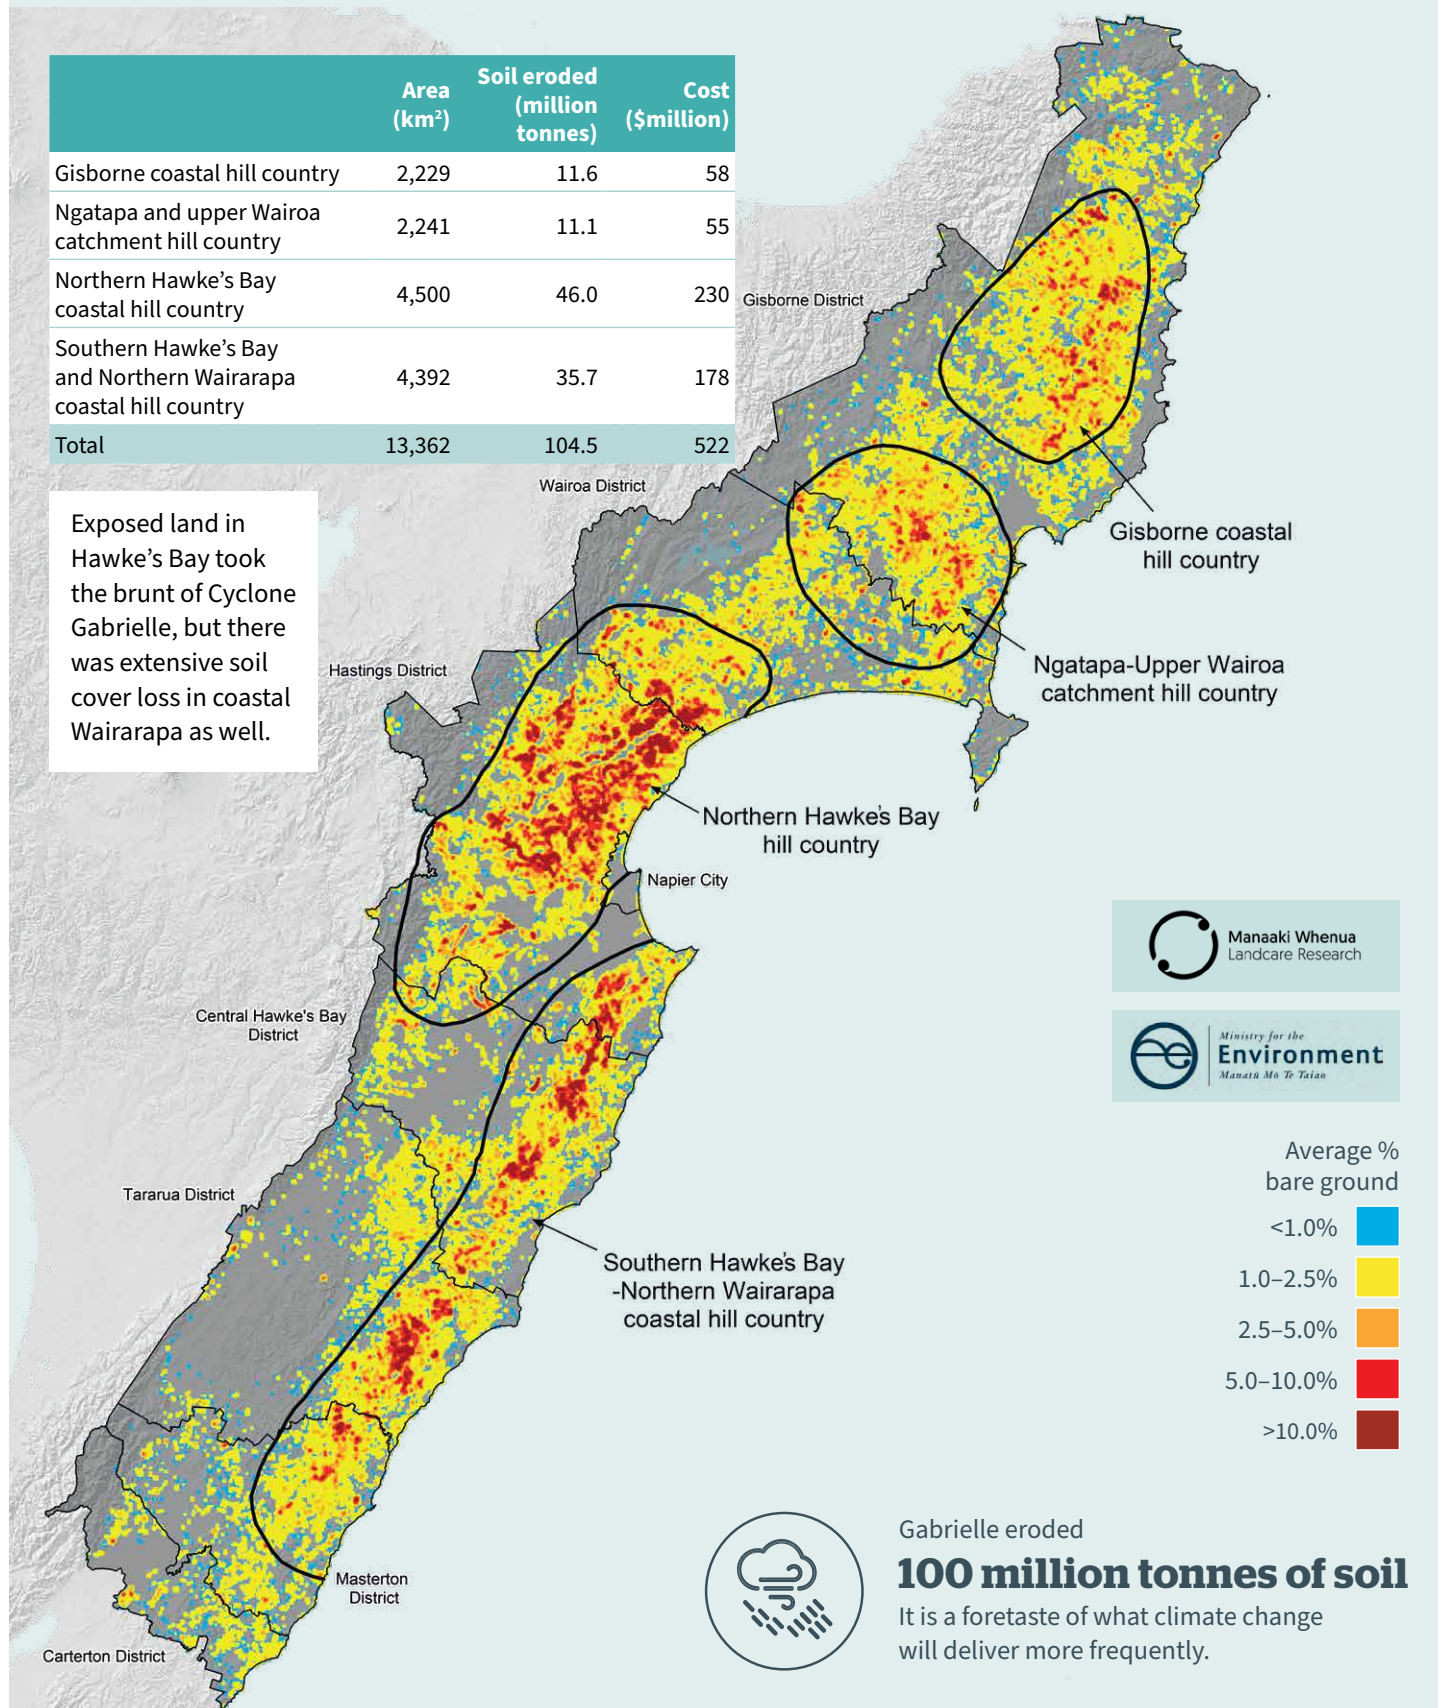 Area
(km²)
Soil eroded
(million
tonnes)
Cost
($million)
Gisborne coastal hill country 2,229 11.6 58
Ngatapa and upper Wairoa
catchment hill country 2,241 11.1 55
Northern Hawke's Bay
coastal hill country 4,500 46.0 230
Southern Hawke's Bay
and Northern Wairarapa
coastal hill country 4,392 35.7 178
Total 13,362 104.5 522
Exposed land in
Hawke's Bay took
the brunt of Cyclone
Gabrielle, but there
was extensive soil
cover loss in coastal
Wairarapa as well.
Gisborne District
Wairoa District
Gisborne coastal
hill country
Hastings District
Ngatapa-Upper Wairoa
catchment hill country
Northern Hawke's Bay
hill country
Napier City
Manaaki Whenua
Landcare Research
Central Hawke's Bay
District
Ministry for the
Environment
Manatū Mō Te Taiao
Tararua District
Southern Hawke's Bay
-Northern Wairarapa
coastal hill country
Average %
bare ground
<1.0%
1.0–2.5%
2.5–5.0%
5.0–10.0%
>10.0%
Masterton
District
Carterton District
Gabrielle eroded
100 million tonnes of soil
It is a foretaste of what climate change
will deliver more frequently.